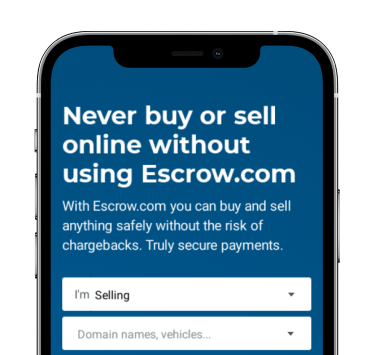 Never buy or sell
online without
using Escrow.com
With Escrow.com you can buy and sell
anything safely without the risk of
chargebacks. Truly secure payments.
I'm Selling
Domain names, vehicles...